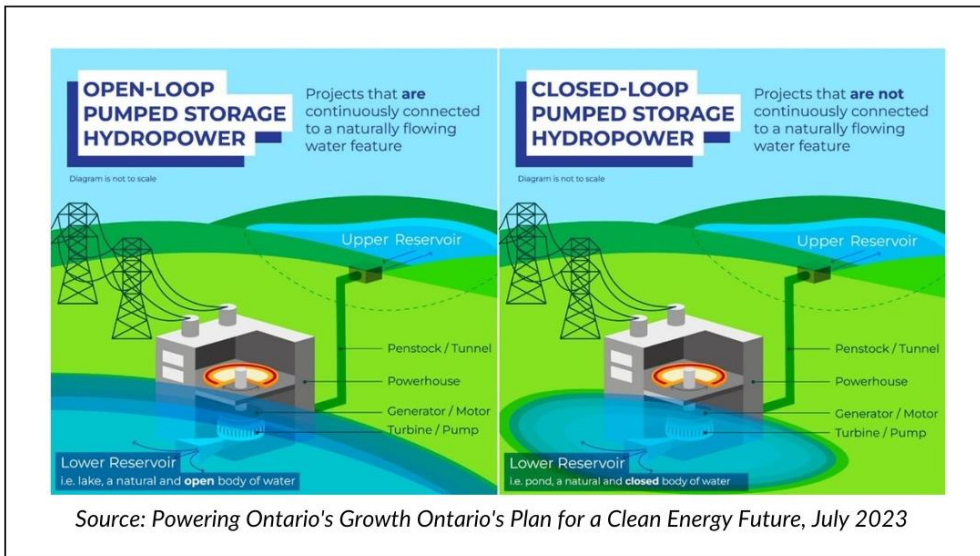 OPEN-LOOP
PUMPED STORAGE
HYDROPOWER
Projects that are
continuously connected
to a naturally flowing
water feature
Diagram is not to scale
Upper Reservoir
Penstock / Tunnel
Powerhouse
Generator / Motor
Turbine / Pump
Lower Reservoir
i.e. lake, a natural and open body of water
CLOSED-LOOP
PUMPED STORAGE
HYDROPOWER
Projects that are not
continuously connected
to a naturally flowing
water feature
Diagram is not to scale
Upper Reservoir
Penstock / Tunnel
Powerhouse
Generator / Motor
Turbine / Pump
Lower Reservoir
i.e. pond, a natural and closed body of water
Source: Powering Ontario's Growth Ontario's Plan for a Clean Energy Future, July 2023